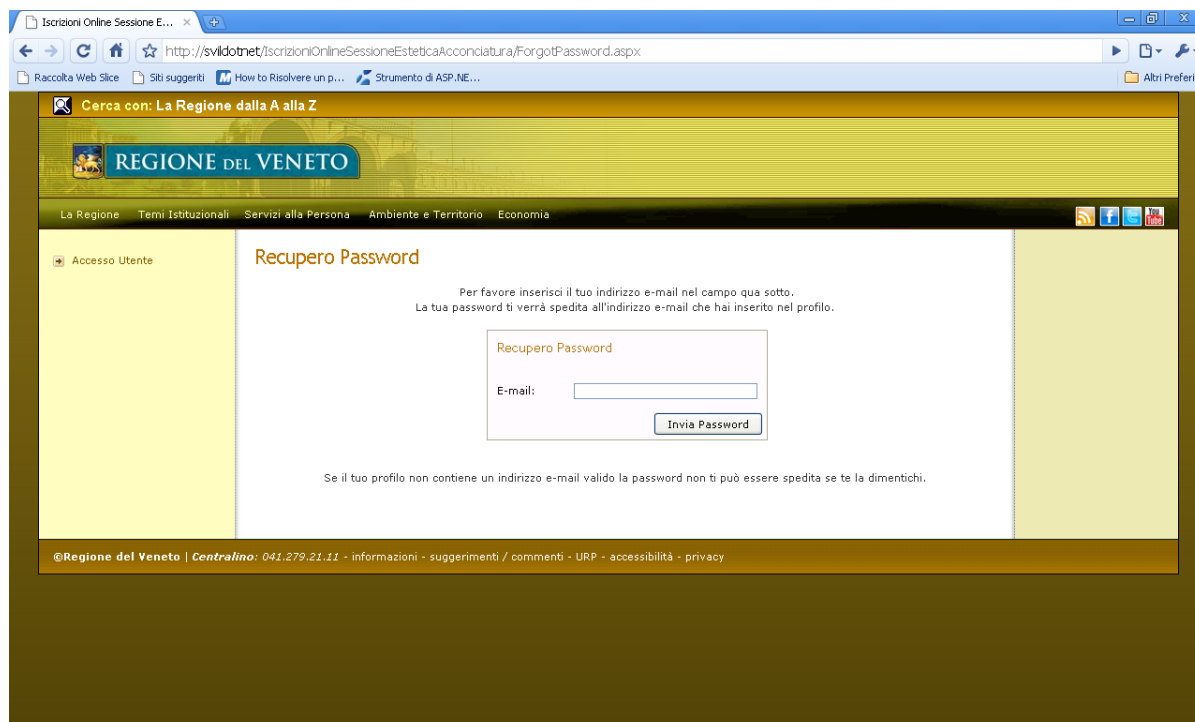 Iscrizioni Online Sessione E...
http://svildotnet/IscrizioniOnlineSessioneEsteticaAcconciatura/ForgotPassword.aspx
Raccolta Web Slice Siti suggeriti How to Risolvere un p... Strumento di ASP.NE... Altri Preferi
Cerca con: La Regione dalla A alla Z
REGIONE DEL VENETO
La Regione Temi Istituzionali Servizi alla Persona Ambiente e Territorio Economia
You Tube
Accesso Utente
Recupero Password
Per favore inserisci il tuo indirizzo e-mail nel campo qua sotto.
La tua password ti verrà spedita all'indirizzo e-mail che hai inserito nel profilo.
Recupero Password
E-mail:
Invia Password
Se il tuo profilo non contiene un indirizzo e-mail valido la password non ti può essere spedita se te la dimentichi.
©Regione del Veneto | Centralino: 041.279.21.11 - informazioni - suggerimenti / commenti - URP - accessibilità - privacy